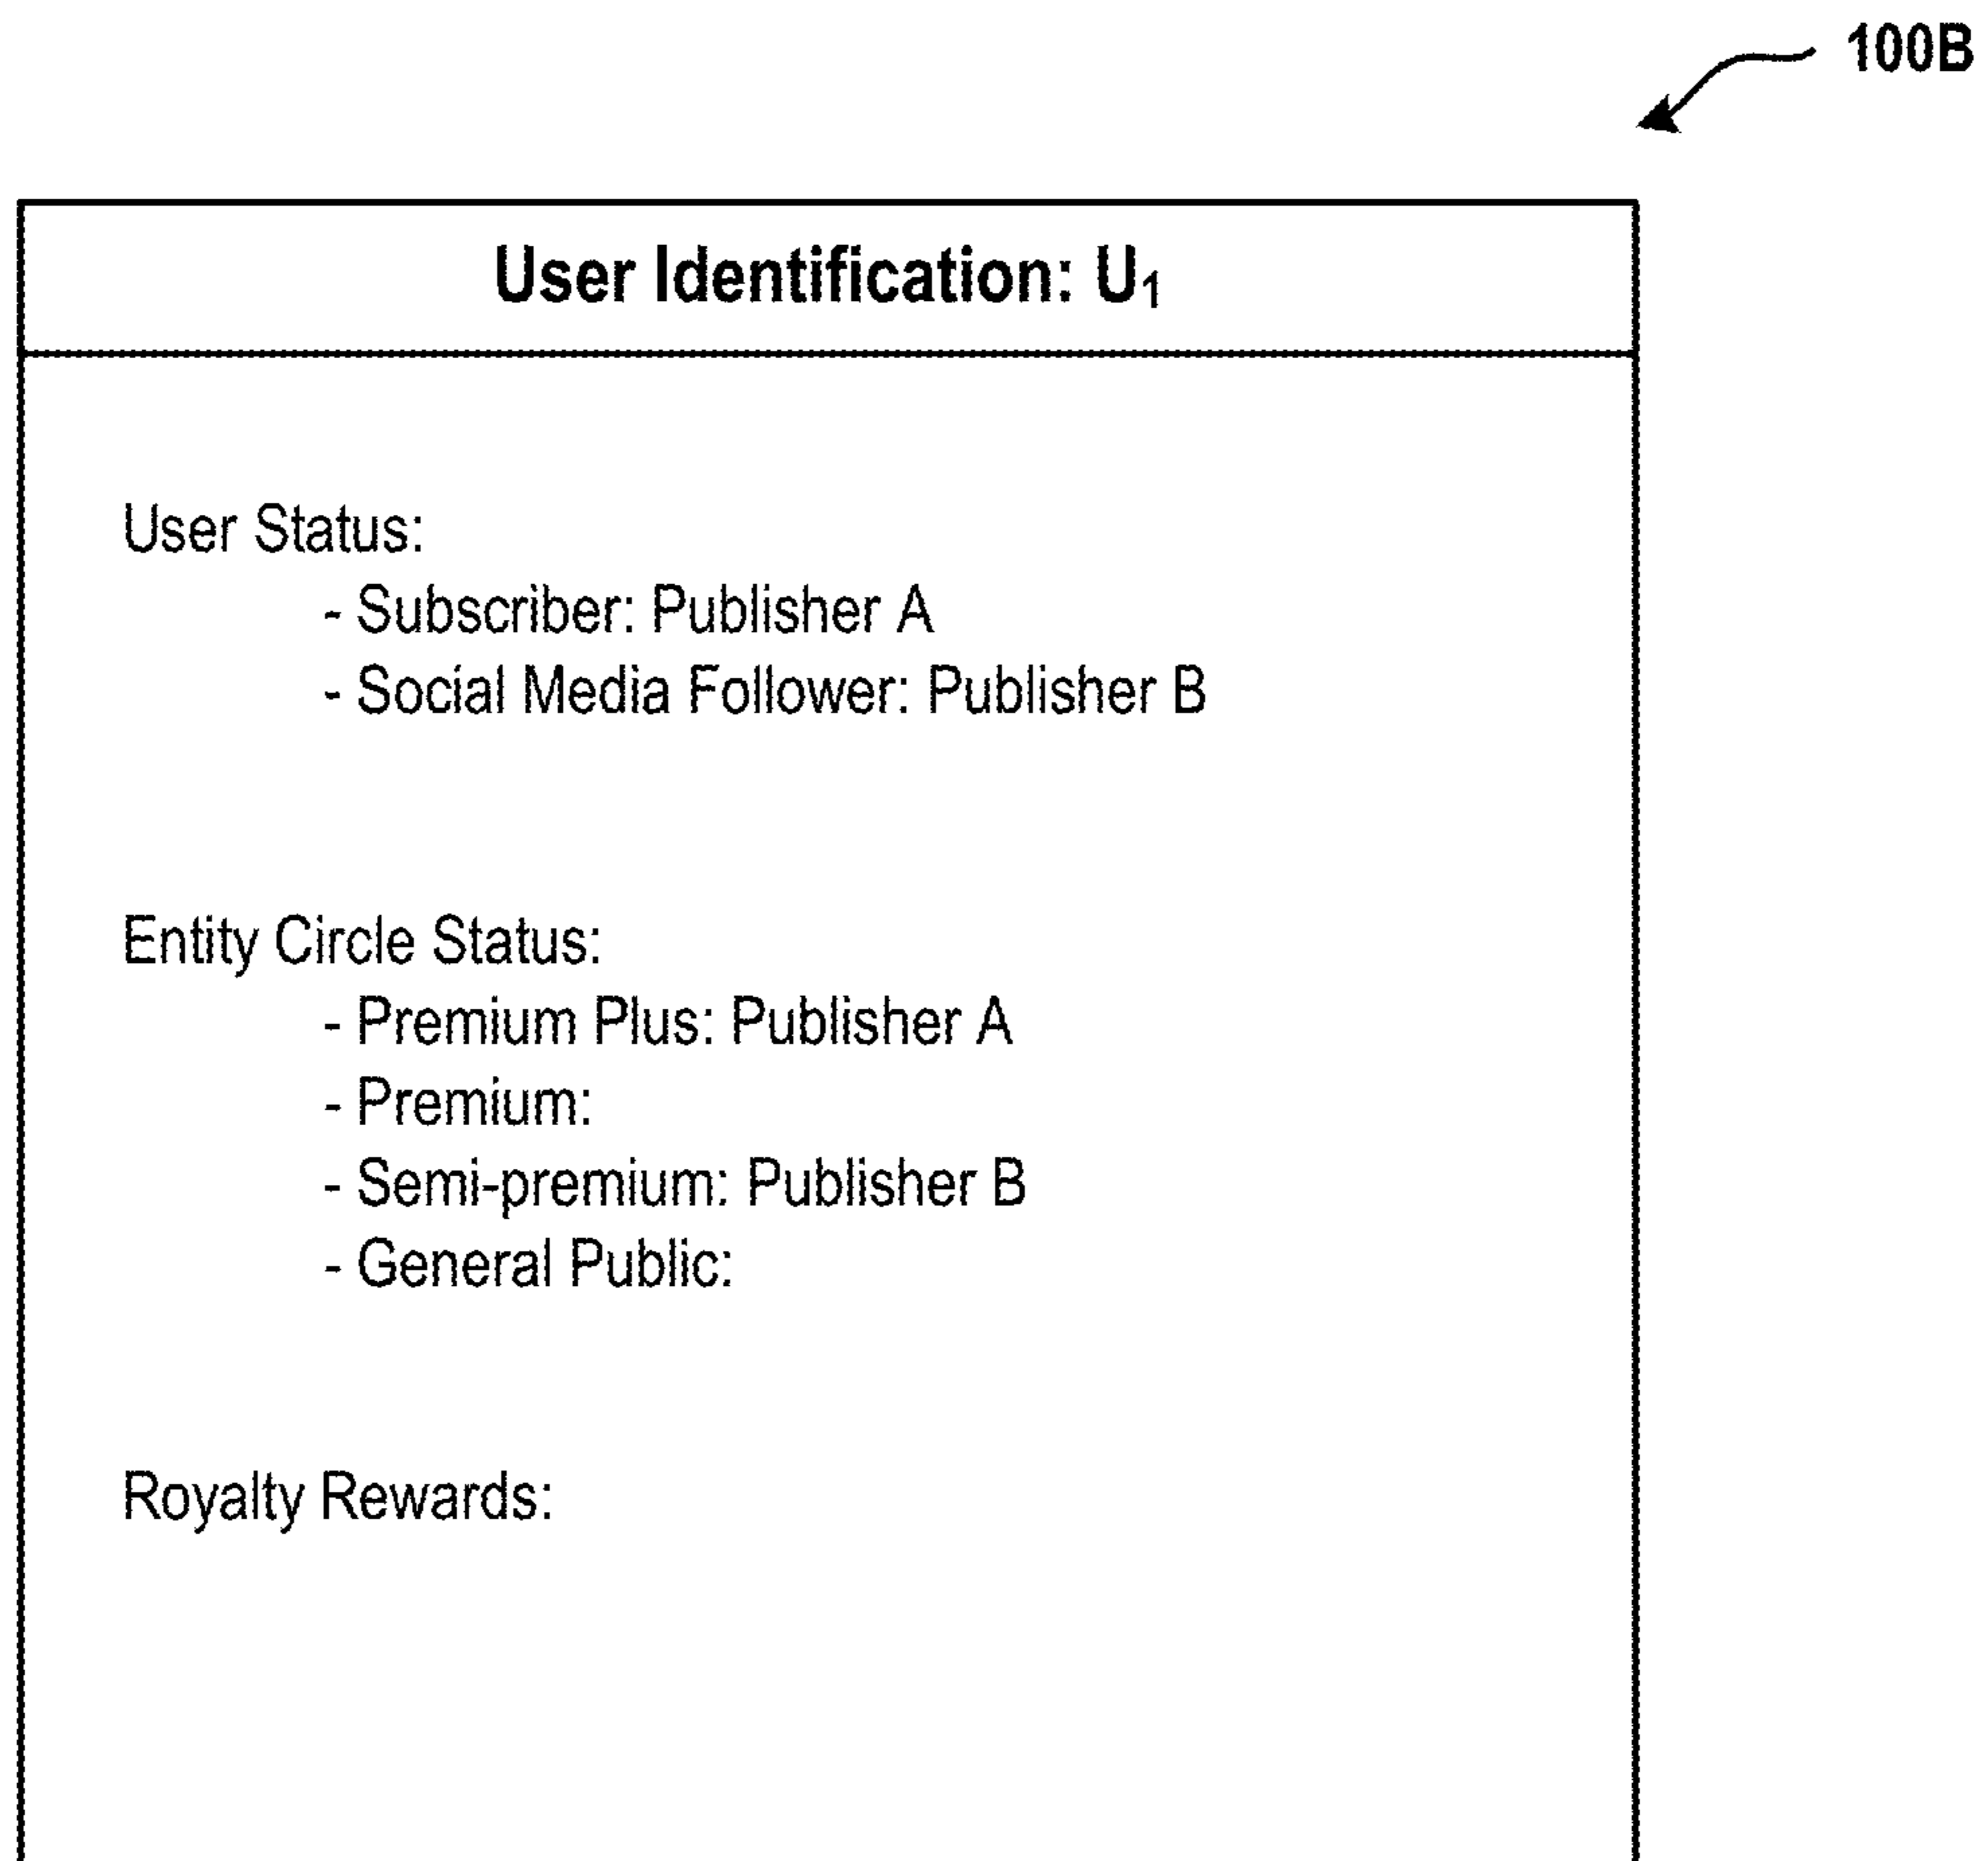 100B
User Identification: U₁
User Status:
- Subscriber: Publisher A
- Social Media Follower: Publisher B
Entity Circle Status:
- Premium Plus: Publisher A
- Premium:
- Semi-premium: Publisher B
- General Public:
Royalty Rewards: